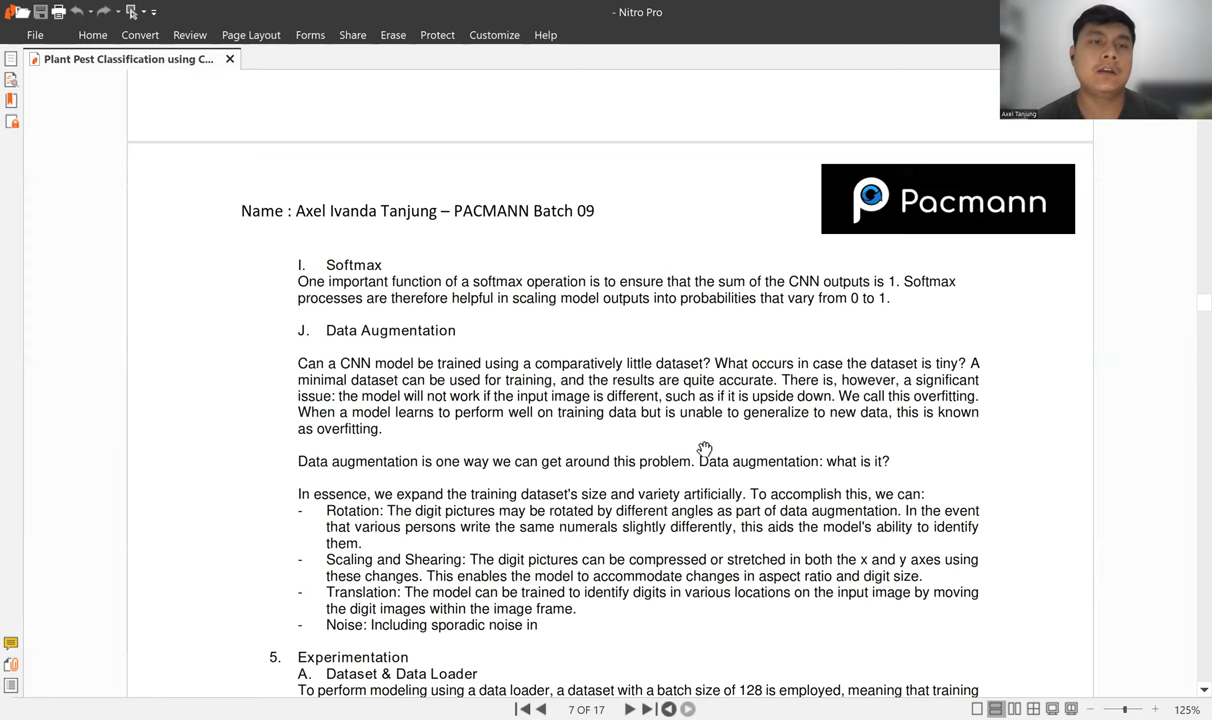 - Nitro Pro
File Home Convert Review Page Layout Forms Share Erase Protect Customize Help
Plant Pest Classification using C...
Axel Tanjung
Pacmann
Name : Axel Ivanda Tanjung – PACMANN Batch 09
I. Softmax
One important function of a softmax operation is to ensure that the sum of the CNN outputs is 1. Softmax
processes are therefore helpful in scaling model outputs into probabilities that vary from 0 to 1.
J. Data Augmentation
Can a CNN model be trained using a comparatively little dataset? What occurs in case the dataset is tiny? A
minimal dataset can be used for training, and the results are quite accurate. There is, however, a significant
issue: the model will not work if the input image is different, such as if it is upside down. We call this overfitting.
When a model learns to perform well on training data but is unable to generalize to new data, this is known
as overfitting.
Data augmentation is one way we can get around this problem. Data augmentation: what is it?
In essence, we expand the training dataset's size and variety artificially. To accomplish this, we can:
- Rotation: The digit pictures may be rotated by different angles as part of data augmentation. In the event
that various persons write the same numerals slightly differently, this aids the model's ability to identify
them.
- Scaling and Shearing: The digit pictures can be compressed or stretched in both the x and y axes using
these changes. This enables the model to accommodate changes in aspect ratio and digit size.
- Translation: The model can be trained to identify digits in various locations on the input image by moving
the digit images within the image frame.
- Noise: Including sporadic noise in
5. Experimentation
A. Dataset & Data Loader
To perform modeling using a data loader, a dataset with a batch size of 128 is employed, meaning that training
7 OF 17
125%